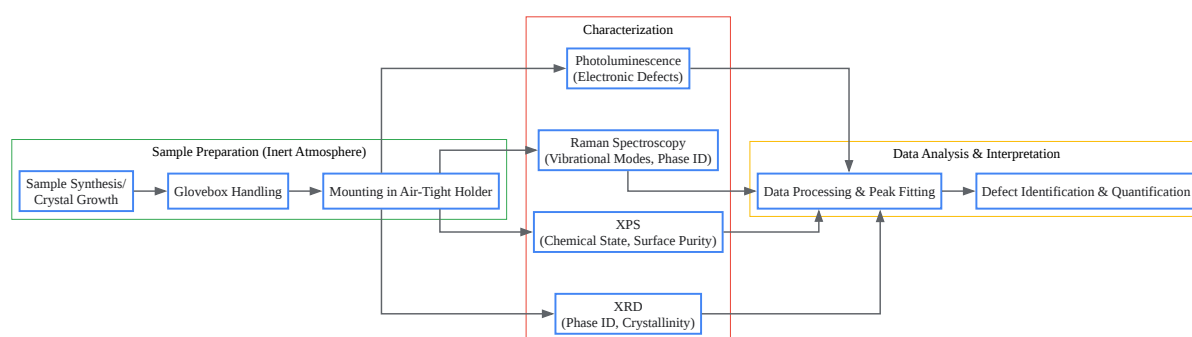 Characterization
Photoluminescence
(Electronic Defects)
Sample Preparation (Inert Atmosphere)
Sample Synthesis/
Crystal Growth
Glovebox Handling
Mounting in Air-Tight Holder
Raman Spectroscopy
(Vibrational Modes, Phase ID)
XPS
(Chemical State, Surface Purity)
XRD
(Phase ID, Crystallinity)
Data Analysis & Interpretation
Data Processing & Peak Fitting
Defect Identification & Quantification